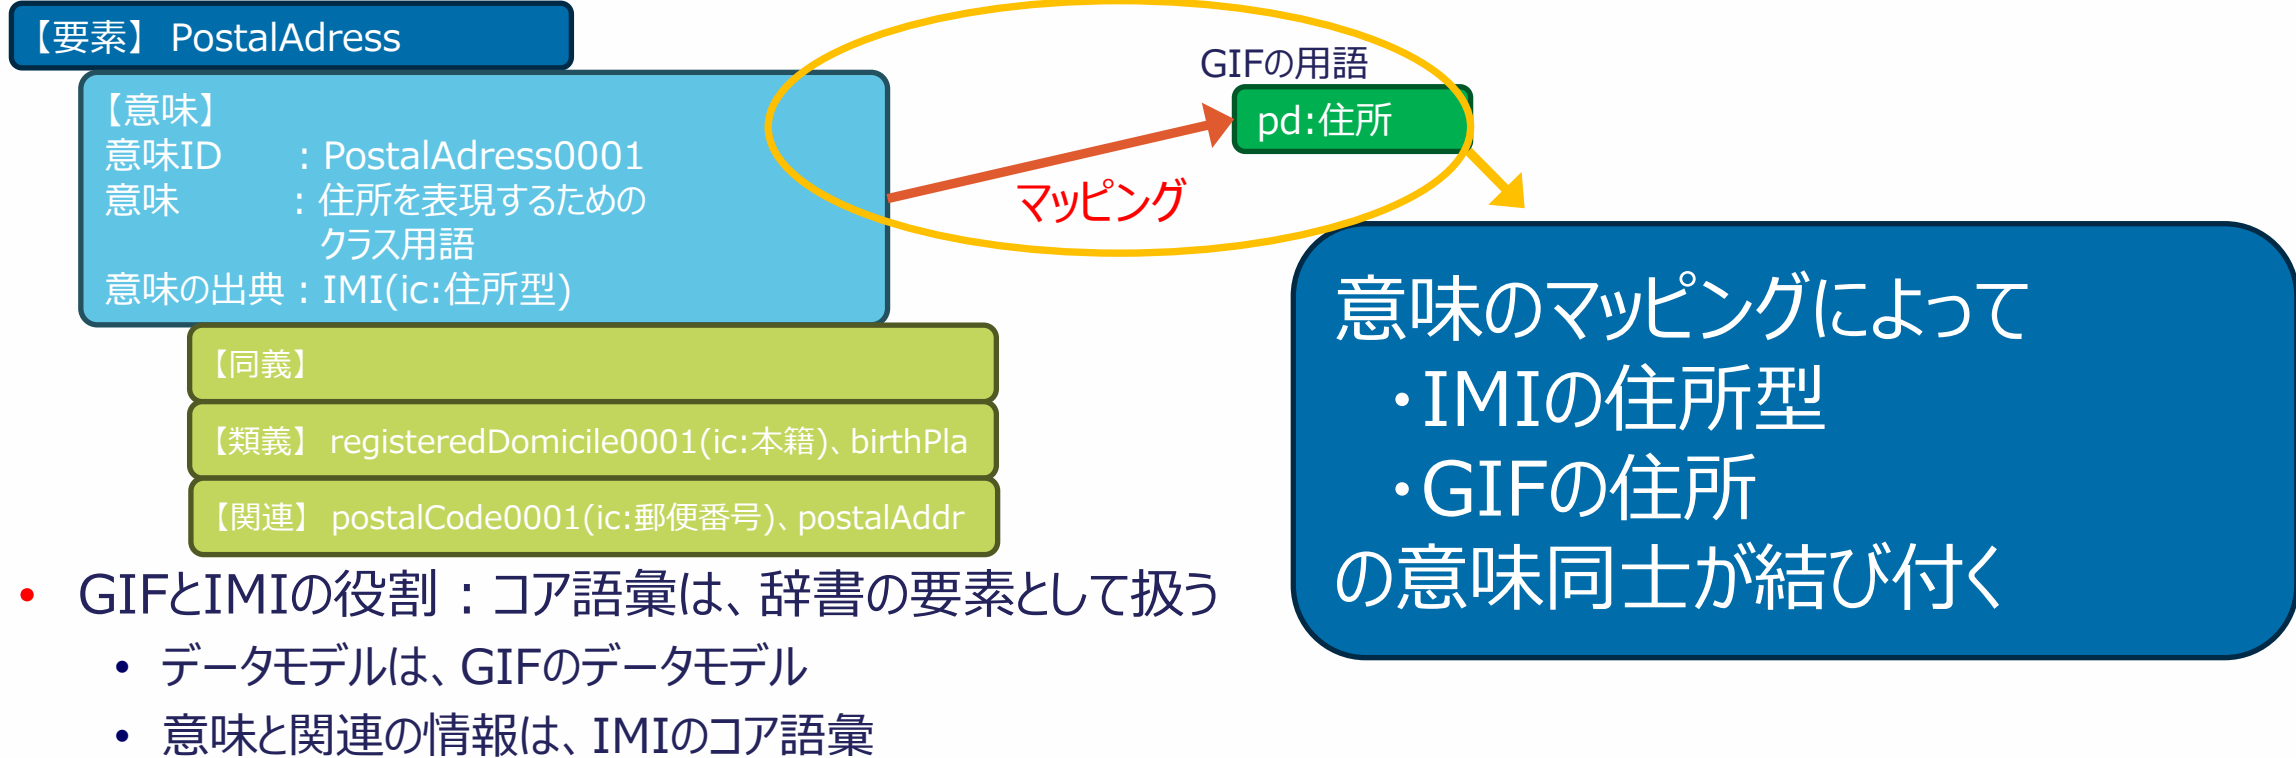 【要素】 PostalAdress
【意味】
意味ID : PostalAdress0001
意味 : 住所を表現するための
クラス用語
意味の出典 : IMI(ic:住所型)
【同義】
【類義】 registeredDomicile0001(ic:本籍)、birthPla
【関連】 postalCode0001(ic:郵便番号)、postalAddr
GIFの用語
pd:住所
マッピング
意味のマッピングによって
・IMIの住所型
・GIFの住所
の意味同士が結び付く
• GIFとIMIの役割：コア語彙は、辞書の要素として扱う
• データモデルは、GIFのデータモデル
• 意味と関連の情報は、IMIのコア語彙